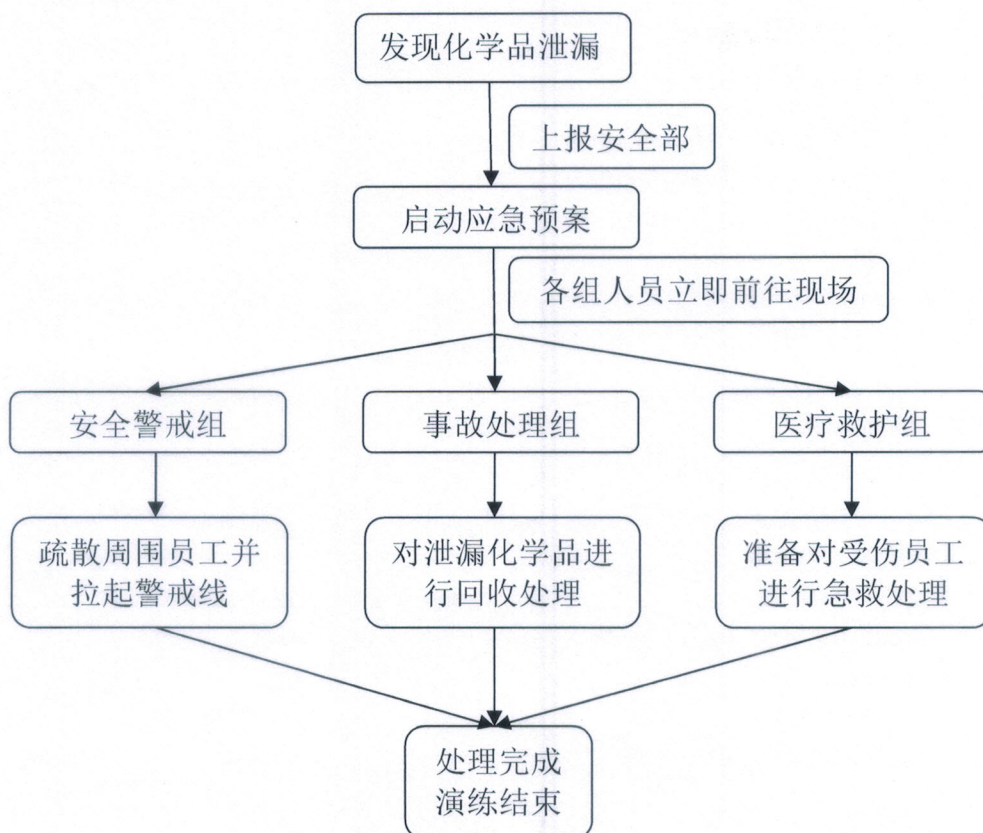 发现化学品泄漏
上报安全部
启动应急预案
各组人员立即前往现场
安全警戒组
事故处理组
医疗救护组
疏散周围员工并
拉起警戒线
对泄漏化学品进
行回收处理
准备对受伤员工
进行急救处理
处理完成
演练结束